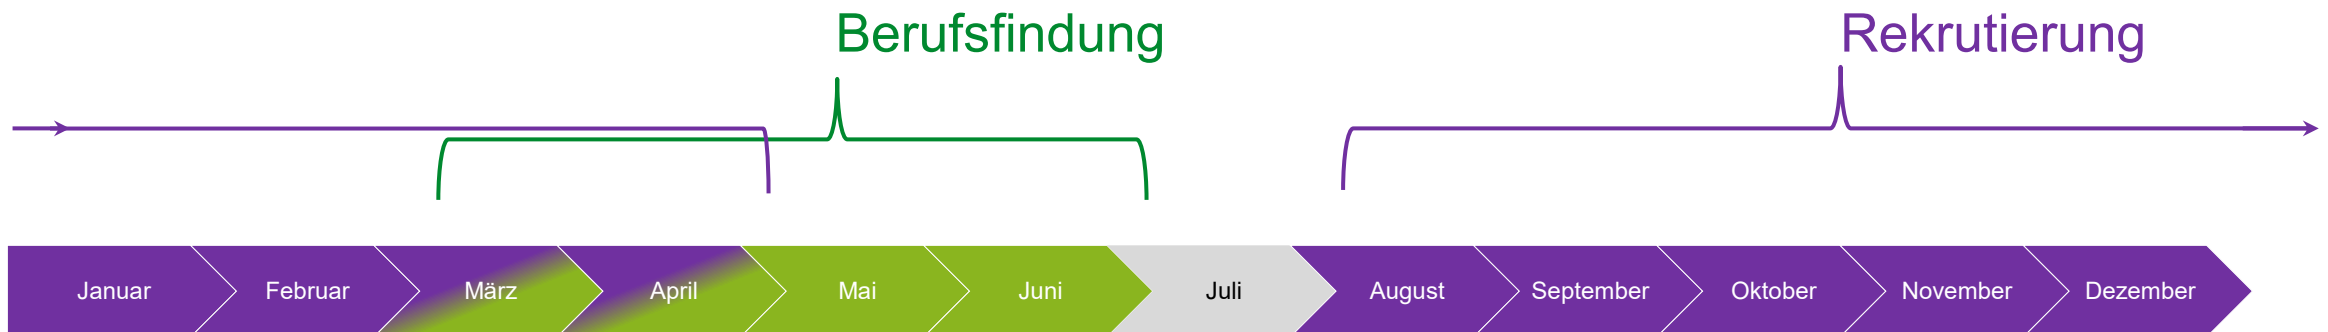 Berufsfindung
Rekrutierung
Januar
Februar
März
April
Mai
Juni
Juli
August
September
Oktober
November
Dezember